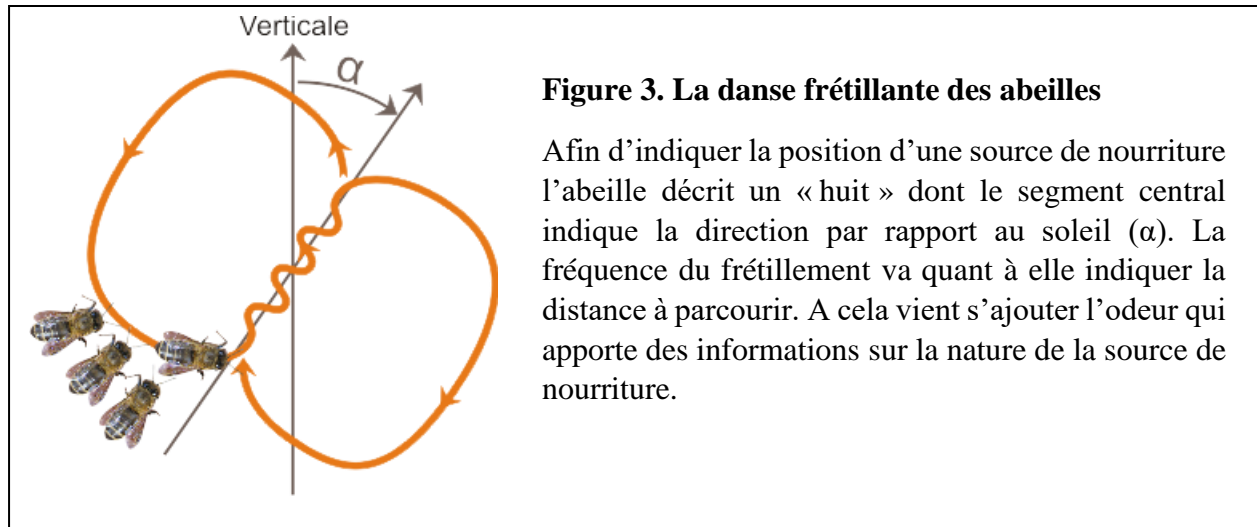 Verticale
α
Figure 3. La danse frétillante des abeilles
Afin d’indiquer la position d’une source de nourriture
l’abeille décrit un « huit » dont le segment central
indique la direction par rapport au soleil (α). La
fréquence du frétillement va quant à elle indiquer la
distance à parcourir. A cela vient s’ajouter l’odeur qui
apporte des informations sur la nature de la source de
nourriture.